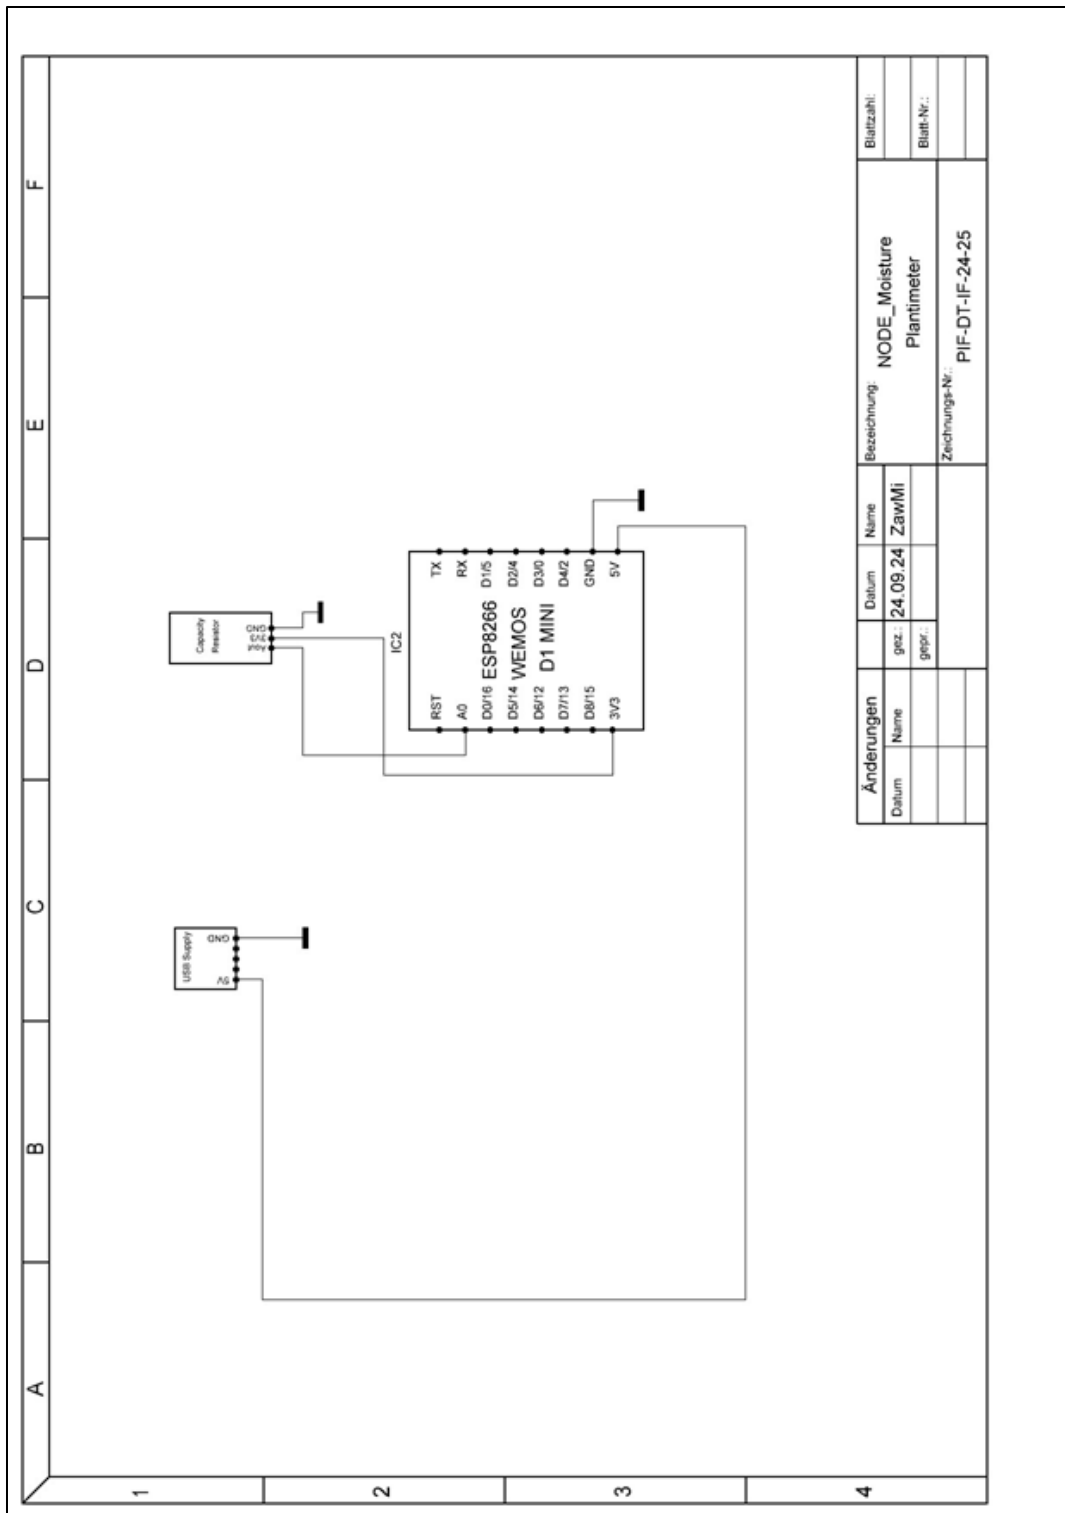 A
B
C
D
E
F
1
2
3
4
USB Supply
5V
GND
Capacity
Resistor
Aout
3V3
GND
IC2
RST
TX
A0
RX
D0/16
D1/5
D5/14
D2/4
D6/12
D3/0
D7/13
D4/2
D8/15
GND
3V3
5V
ESP8266
WEMOS
D1 MINI
Änderungen
Datum
Name
Datum
Name
gez.:
24.09.24
ZawMi
gepr.:
Bezeichnung:
NODE_Moisture
Plantimeter
Zeichnungs-Nr.:
PIF-DT-IF-24-25
Blattzahl:
Blatt-Nr.: